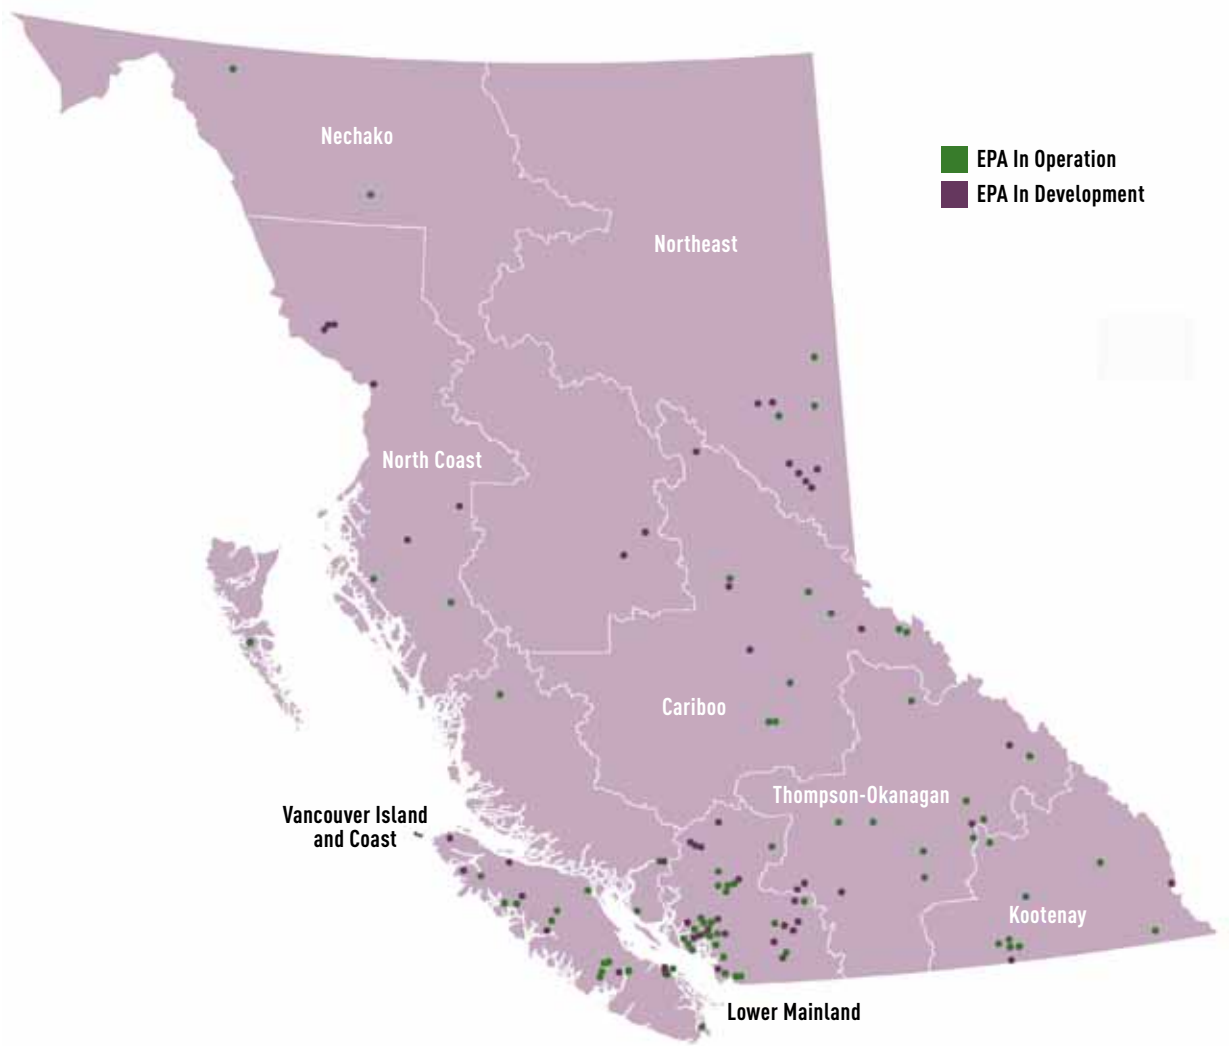 Nechako
EPA In Operation
EPA In Development
Northeast
North Coast
Cariboo
Thompson-Okanagan
Vancouver Island
and Coast
Kootenay
Lower Mainland